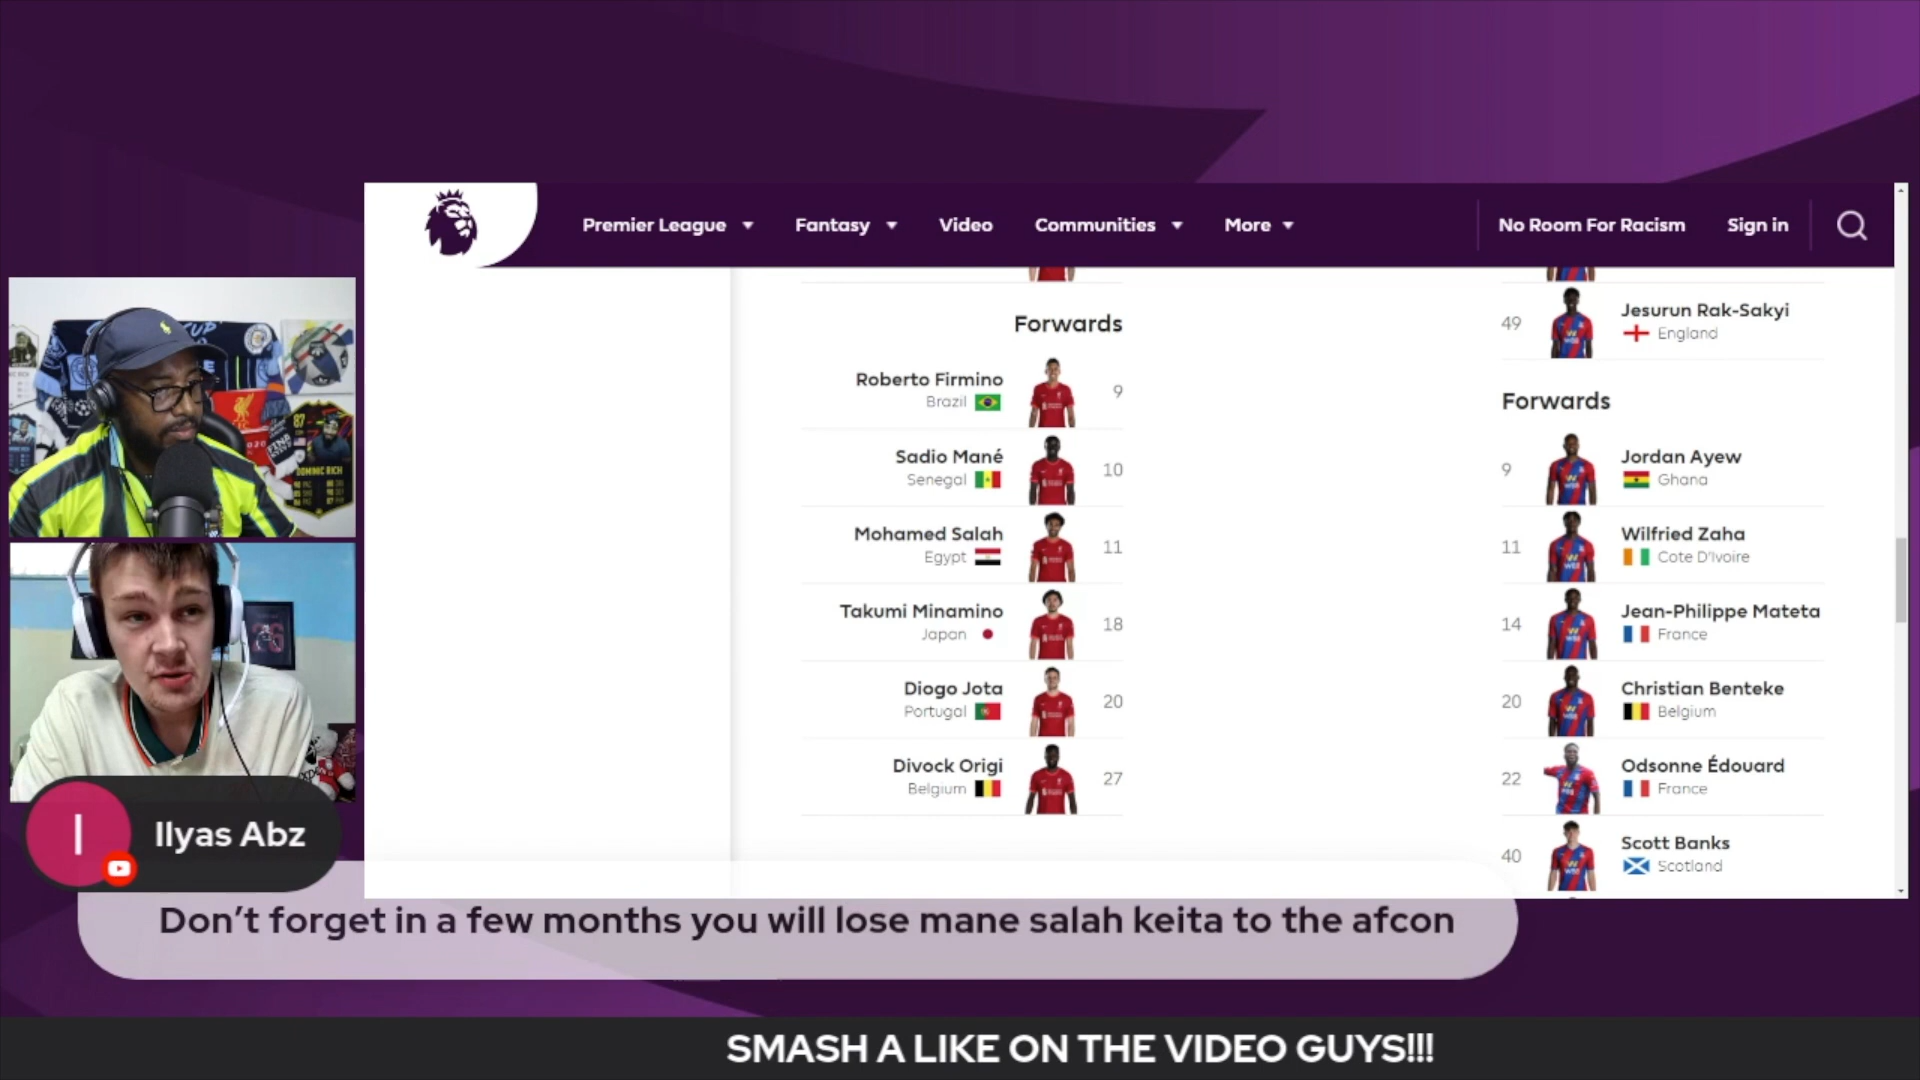 Premier League
Fantasy
Video
Communities
More
No Room For Racism
Sign in
Forwards
Roberto Firmino
Brazil
9
Sadio Mané
Senegal
10
Mohamed Salah
Egypt
11
Takumi Minamino
Japan
18
Diogo Jota
Portugal
20
Divock Origi
Belgium
27
49
Jesurun Rak-Sakyi
England
Forwards
9
Jordan Ayew
Ghana
11
Wilfried Zaha
Cote D'Ivoire
14
Jean-Philippe Mateta
France
20
Christian Benteke
Belgium
22
Odsonne Édouard
France
40
Scott Banks
Scotland
87
DOMINIC RICH
I
Ilyas Abz
Don’t forget in a few months you will lose mane salah keita to the afcon
SMASH A LIKE ON THE VIDEO GUYS!!!